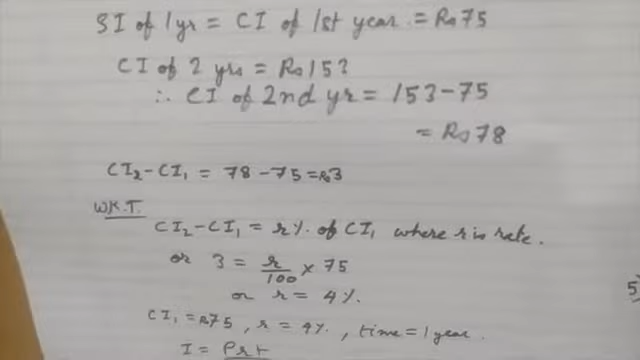 SI of 1yr = CI of 1st year = Rs75
CI of 2 yrs = Rs153
∴ CI of 2nd yr = 153-75
= Rs78
CI₂-CI₁ = 78-75=Rs3
W.K.T.
CI₂-CI₁ = r%. of CI₁ where r is rate.
or 3 = r/100 × 75
or r = 4%.
CI₁ = Rs75, r = 4%, time = 1 year.
I = Prt
5